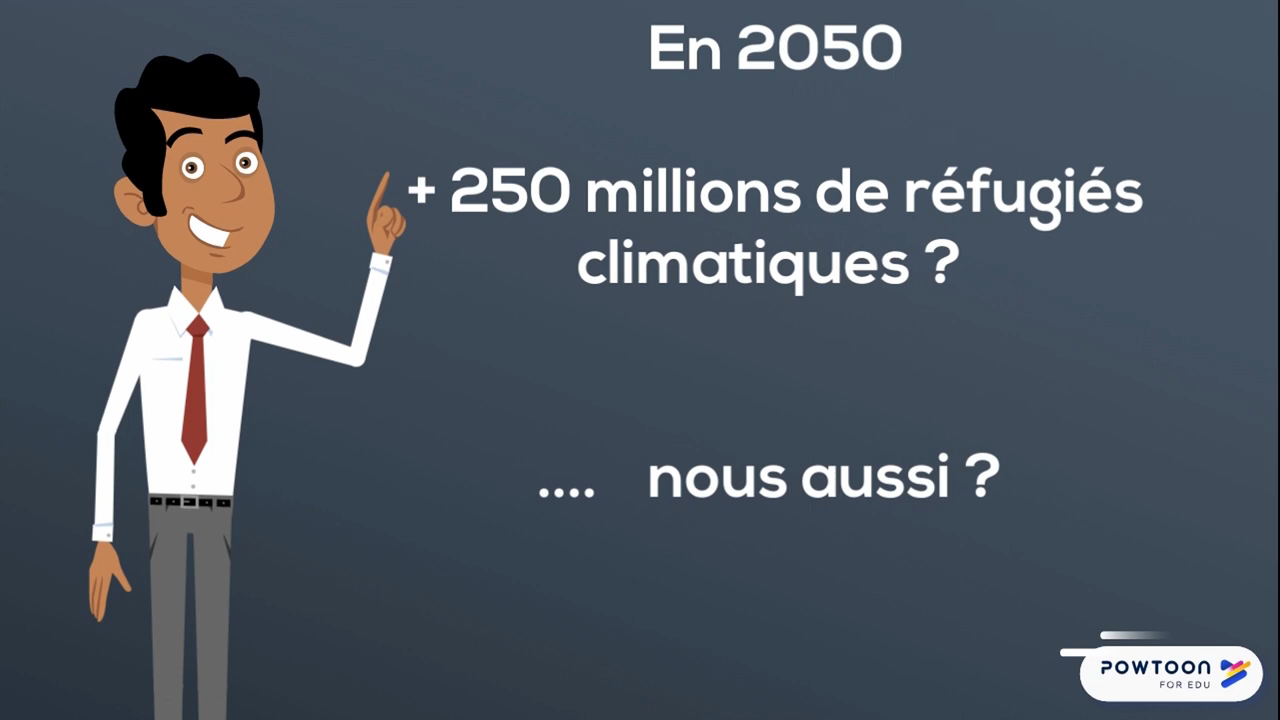 En 2050
+ 250 millions de réfugiés
climatiques ?
.... nous aussi ?
POWTOON
FOR EDU